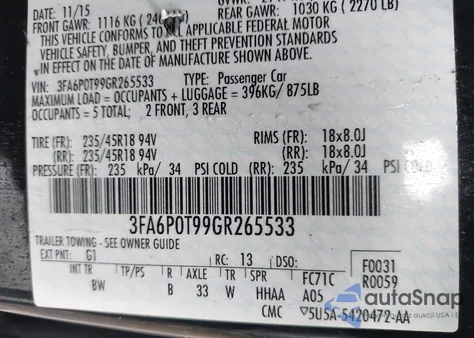 11/15
FRONT GAWR: 1116 KG
REAR GAWR: 1030 KG ( 2270 LB)
THIS VEHICLE CONFORMS TO ALL APPLICABLE FEDERAL MOTOR
VEHICLE SAFETY, BUMPER, AND THEFT PREVENTION STANDARDS
IN EFFECT ON THE DATE OF MANUFACTURE SHOWN ABOVE.
VIN: 3FA6P0T99GR265533 TYPE: Passenger Car
MAXIMUM LOAD = OCCUPANTS + LUGGAGE = 396KG/ 875LB
OCCUPANTS = 5 TOTAL; 2 FRONT, 3 REAR
TIRE (FR): 235/45R18 94V RIMS (FR): 18x8.0J
(RR): 235/45R18 94V (RR): 18x8.0J
PRESSURE (FR): 235 kPa/ 34 PSI COLD (RR): 235 kPa/ 34 PSI COLD
3FA6P0T99GR265533
TRAILER TOWING - SEE OWNER GUIDE
EXT PNT: G1 RC: 13 DSO: F0031
INT TR TP/PS R AXLE TR SPR FC71C R0059
BW B 33 W HHAA A05
CMC 5U5A-5420472-AA
autoSnap